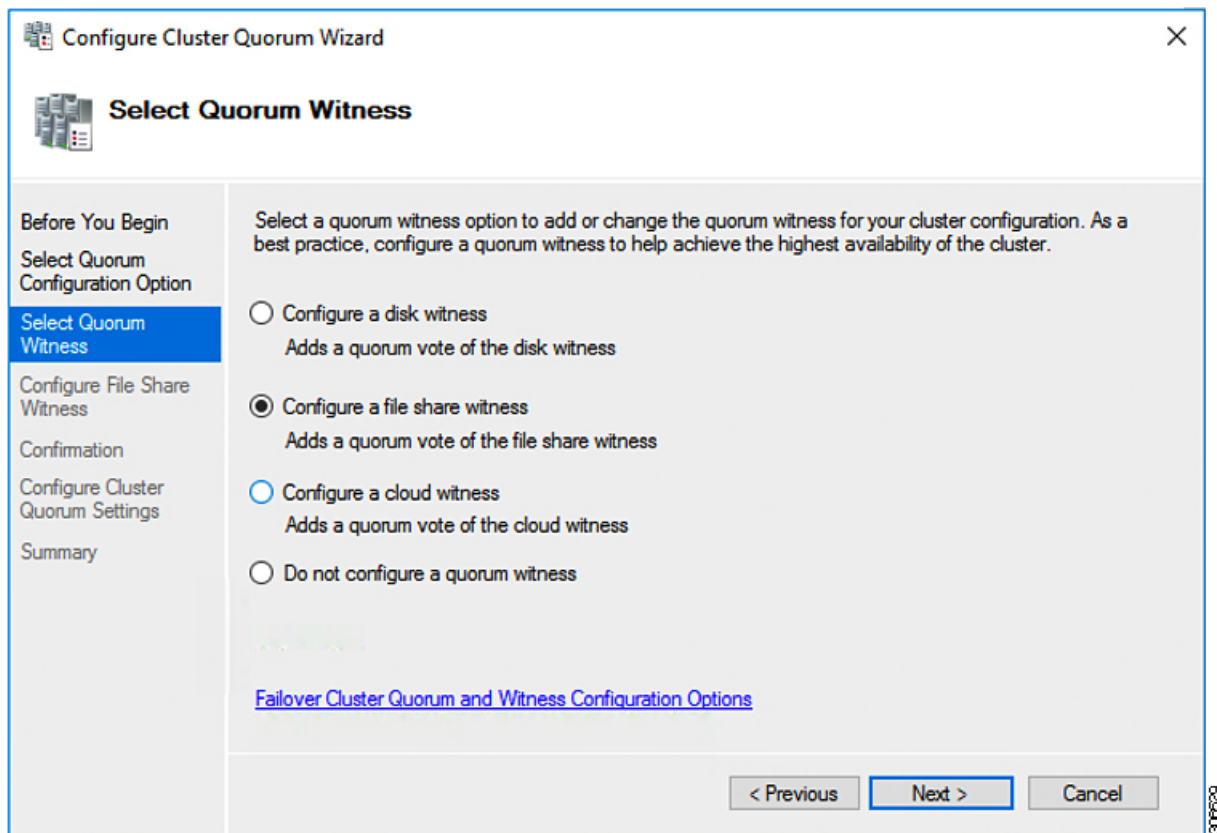 Configure Cluster Quorum Wizard
Select Quorum Witness
Before You Begin
Select Quorum
Configuration Option
Select Quorum
Witness
Configure File Share
Witness
Confirmation
Configure Cluster
Quorum Settings
Summary
Select a quorum witness option to add or change the quorum witness for your cluster configuration. As a
best practice, configure a quorum witness to help achieve the highest availability of the cluster.
Configure a disk witness
Adds a quorum vote of the disk witness
Configure a file share witness
Adds a quorum vote of the file share witness
Configure a cloud witness
Adds a quorum vote of the cloud witness
Do not configure a quorum witness
Failover Cluster Quorum and Witness Configuration Options
< Previous
Next >
Cancel